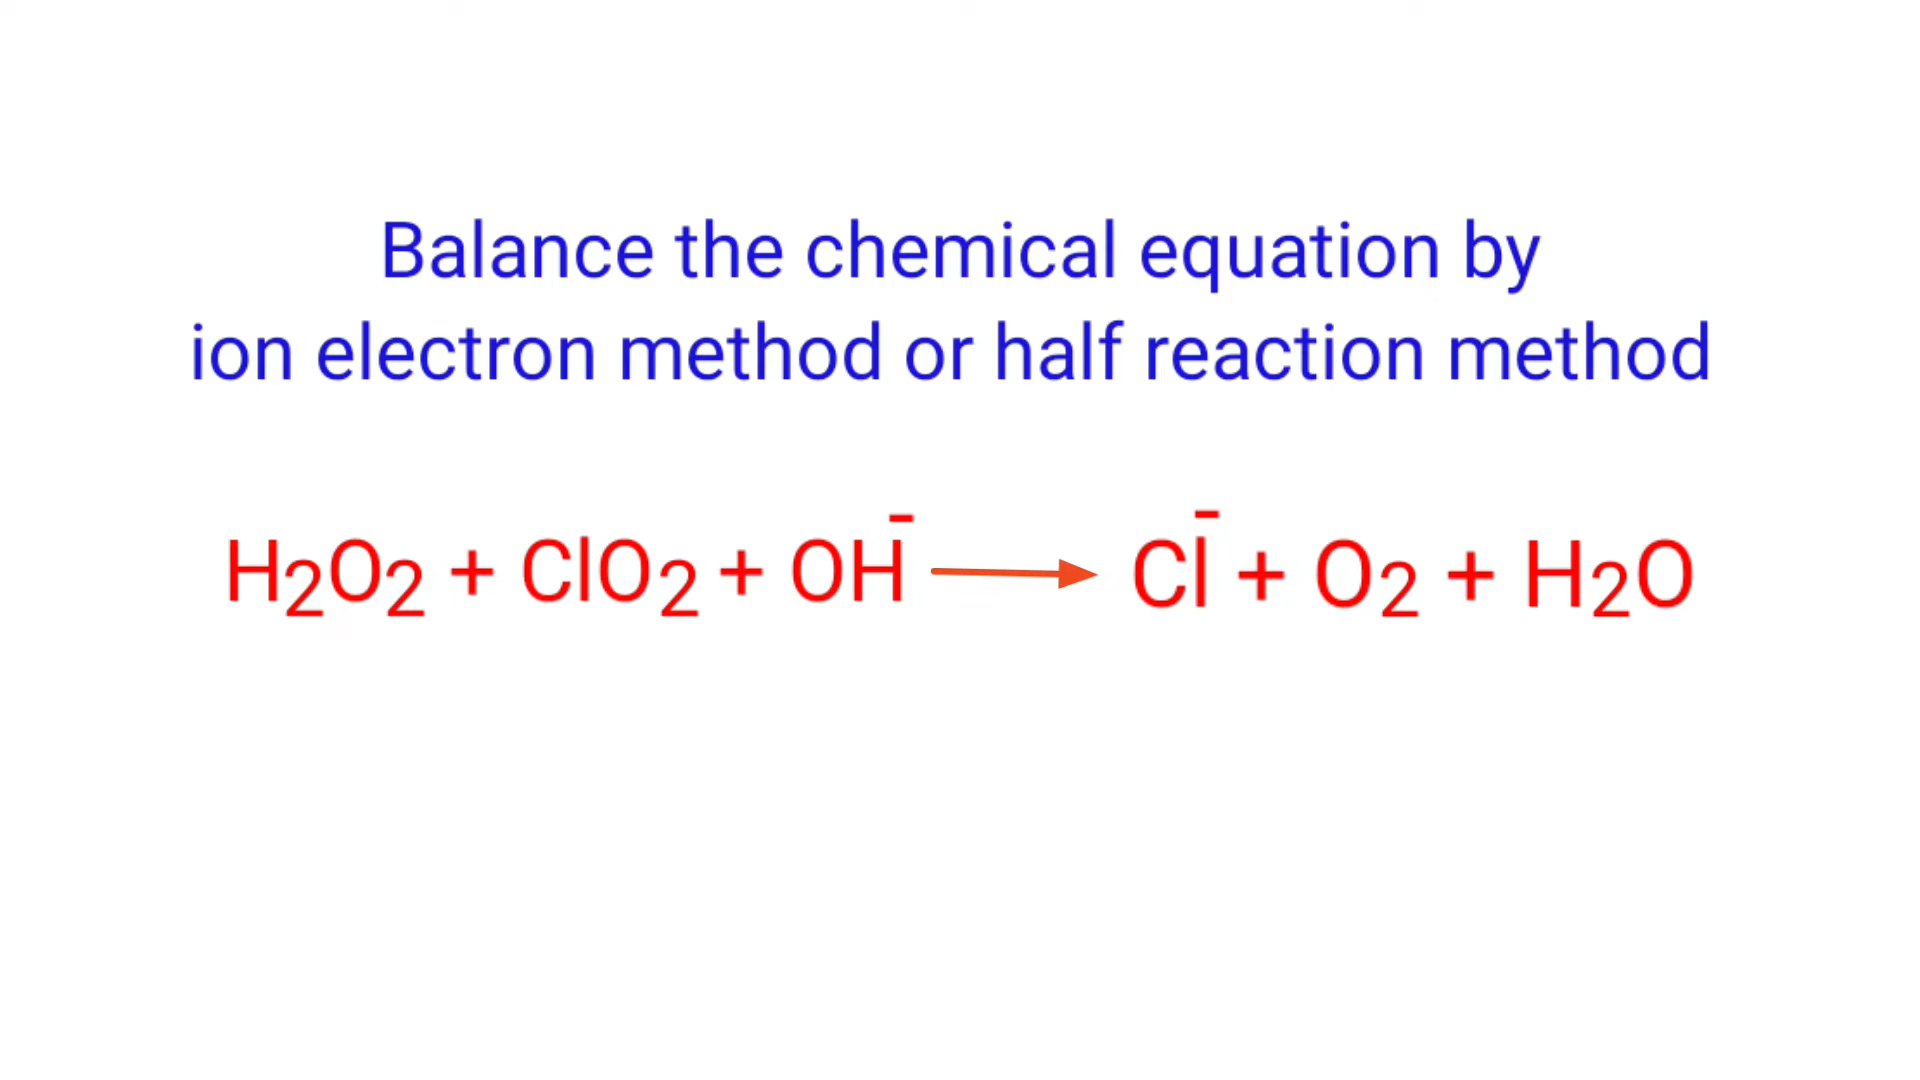 Balance the chemical equation by
ion electron method or half reaction method
H₂O₂ + ClO₂ + OH⁻ → Cl⁻ + O₂ + H₂O